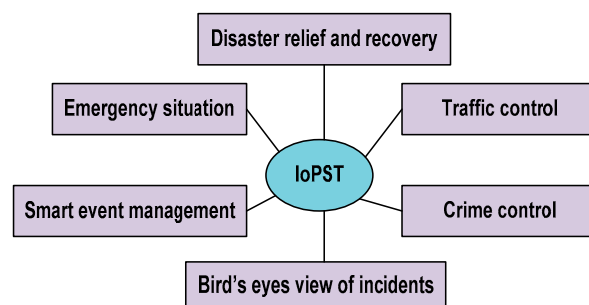 Disaster relief and recovery
Emergency situation
Traffic control
IoPST
Smart event management
Crime control
Bird's eyes view of incidents